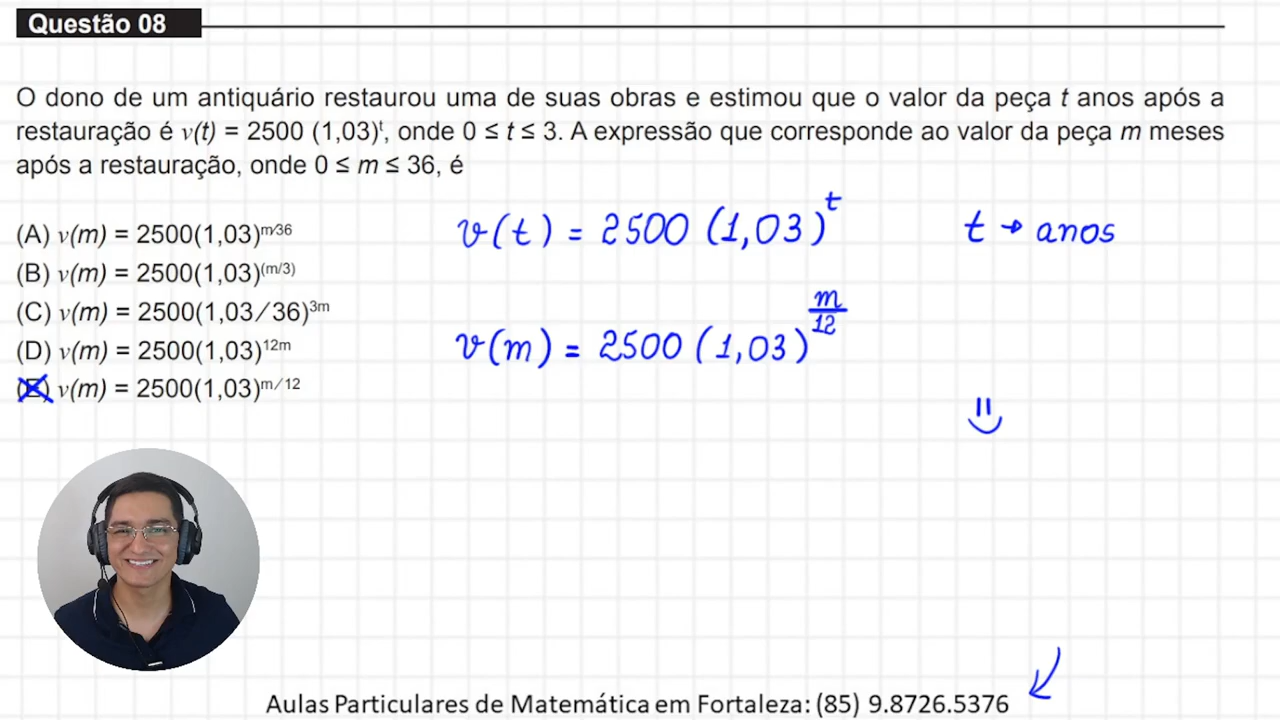 Questão 08
O dono de um antiquário restaurou uma de suas obras e estimou que o valor da peça t anos após a
restauração é v(t) = 2500 (1,03)ᵗ, onde 0 ≤ t ≤ 3. A expressão que corresponde ao valor da peça m meses
após a restauração, onde 0 ≤ m ≤ 36, é
(A) v(m) = 2500(1,03)^m/36
(B) v(m) = 2500(1,03)^(m/3)
(C) v(m) = 2500(1,03/36)^3m
(D) v(m) = 2500(1,03)^12m
(E) v(m) = 2500(1,03)^m/12
v(t) = 2500 (1,03)^t
t → anos
v(m) = 2500 (1,03)^m/12
Aulas Particulares de Matemática em Fortaleza: (85) 9.8726.5376